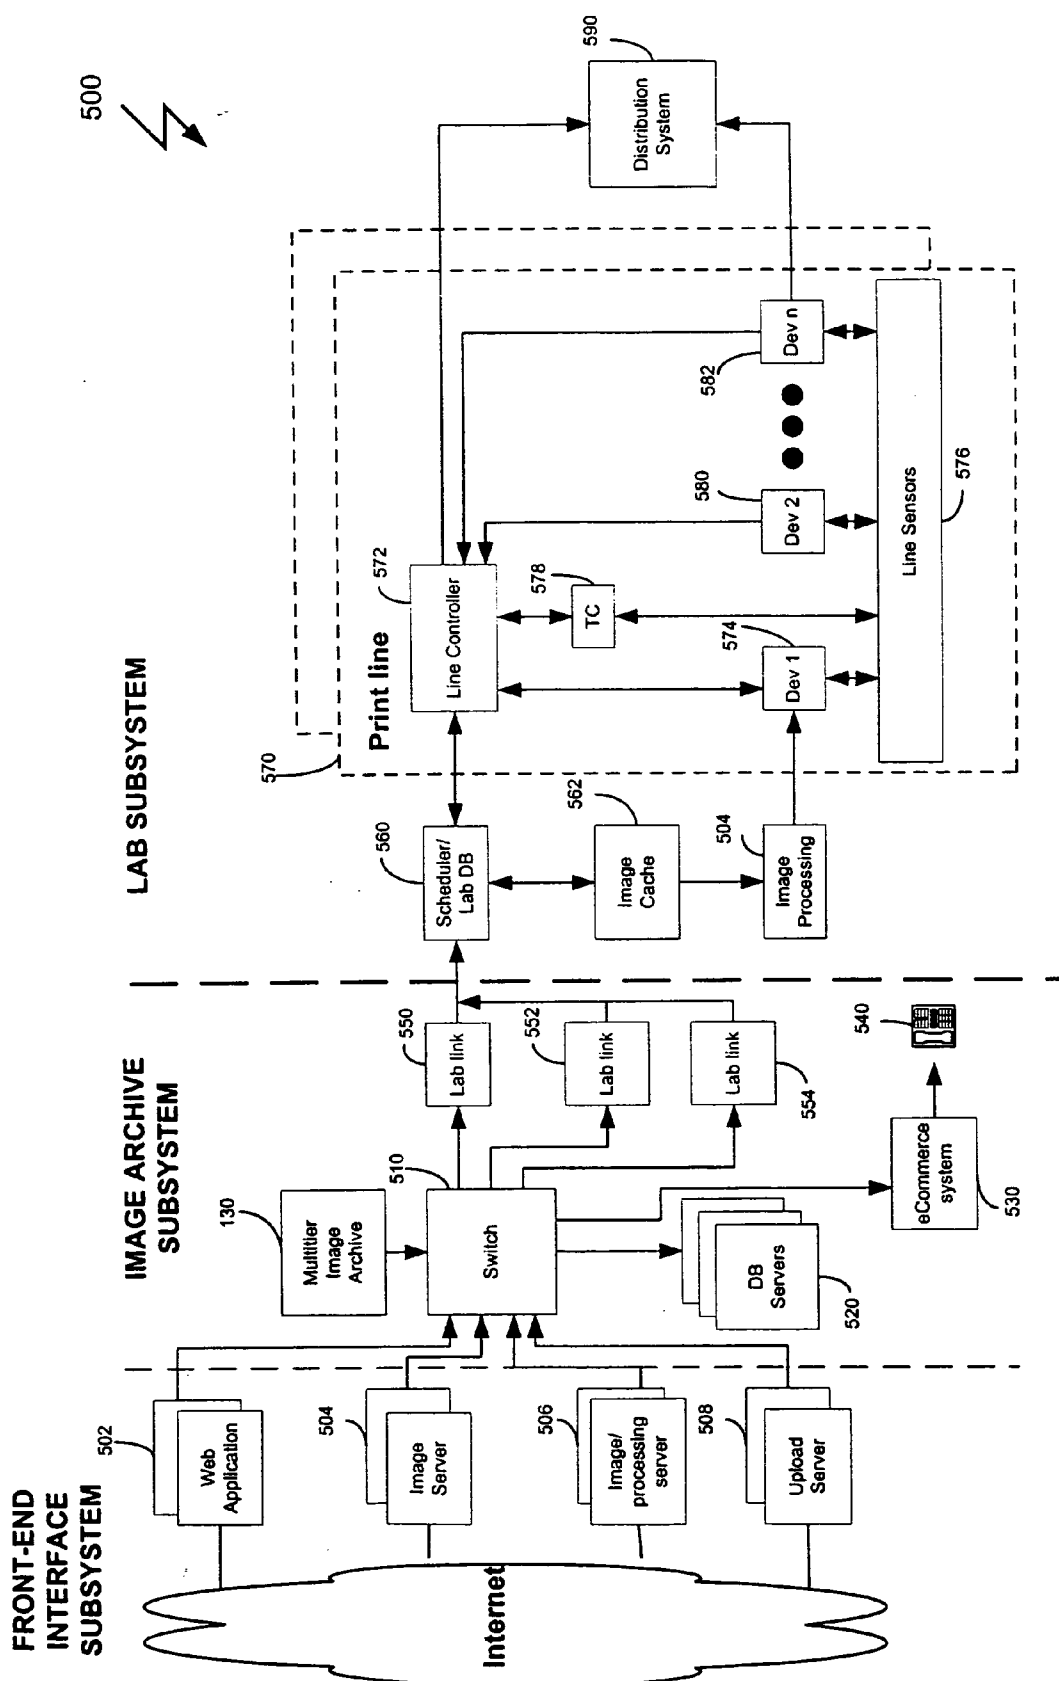 500
FRONT-END
INTERFACE
SUBSYSTEM
IMAGE ARCHIVE
SUBSYSTEM
LAB SUBSYSTEM
Internet
502
Web
Application
504
Image
Server
506
Image/
processing
server
508
Upload
Server
130
Multitier
Image
Archive
510
Switch
DB
Servers
520
eCommerce
system
530
540
550
Lab link
552
Lab link
Lab link
554
560
Scheduler/
Lab DB
562
Image
Cache
504
Image
Processing
570
Print line
572
Line Controller
578
TC
574
Dev 1
580
Dev 2
582
Dev n
Line Sensors
576
590
Distribution
System